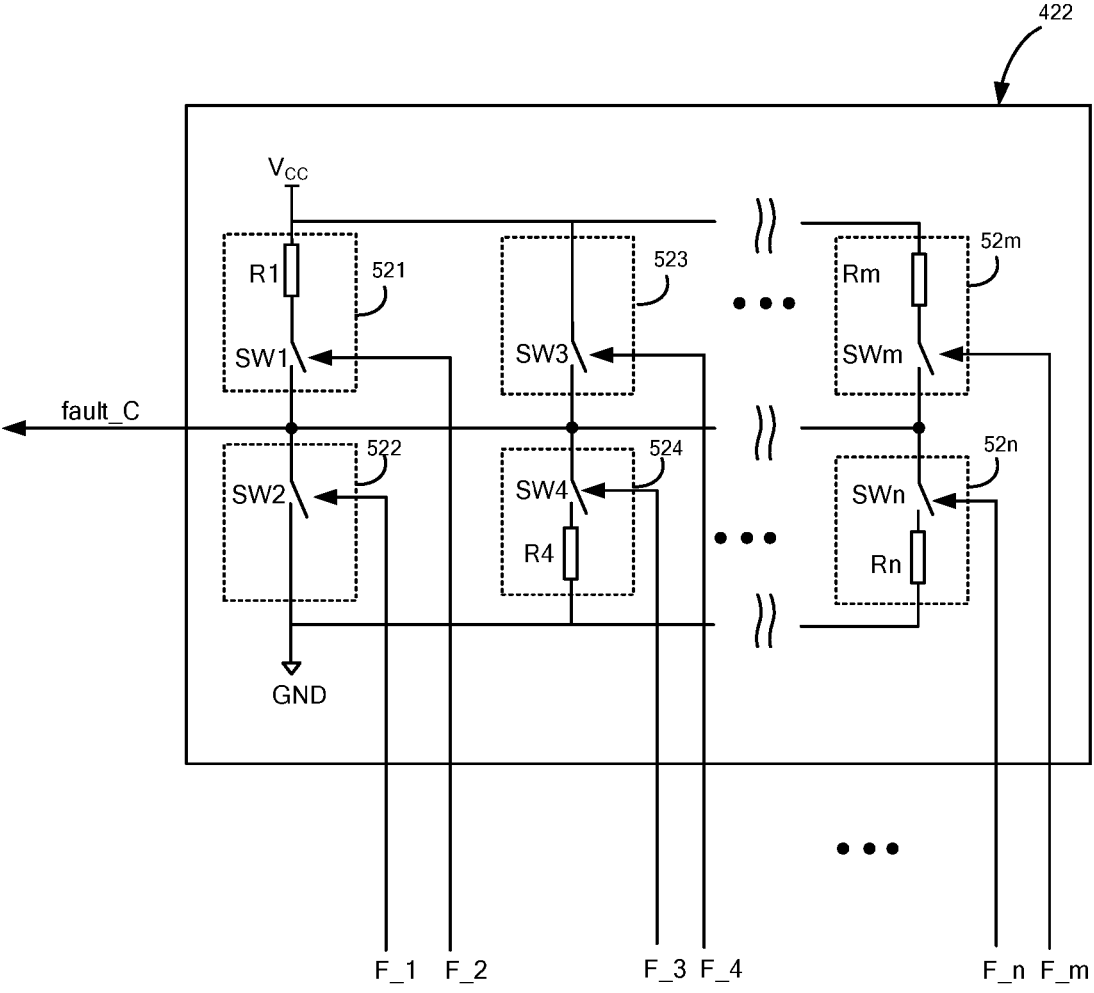 422
VCC
R1
521
523
Rm
52m
SW1
SW3
SWm
fault_C
522
524
52n
SW2
SW4
SWn
R4
Rn
GND
F_1
F_2
F_3
F_4
F_n
F_m